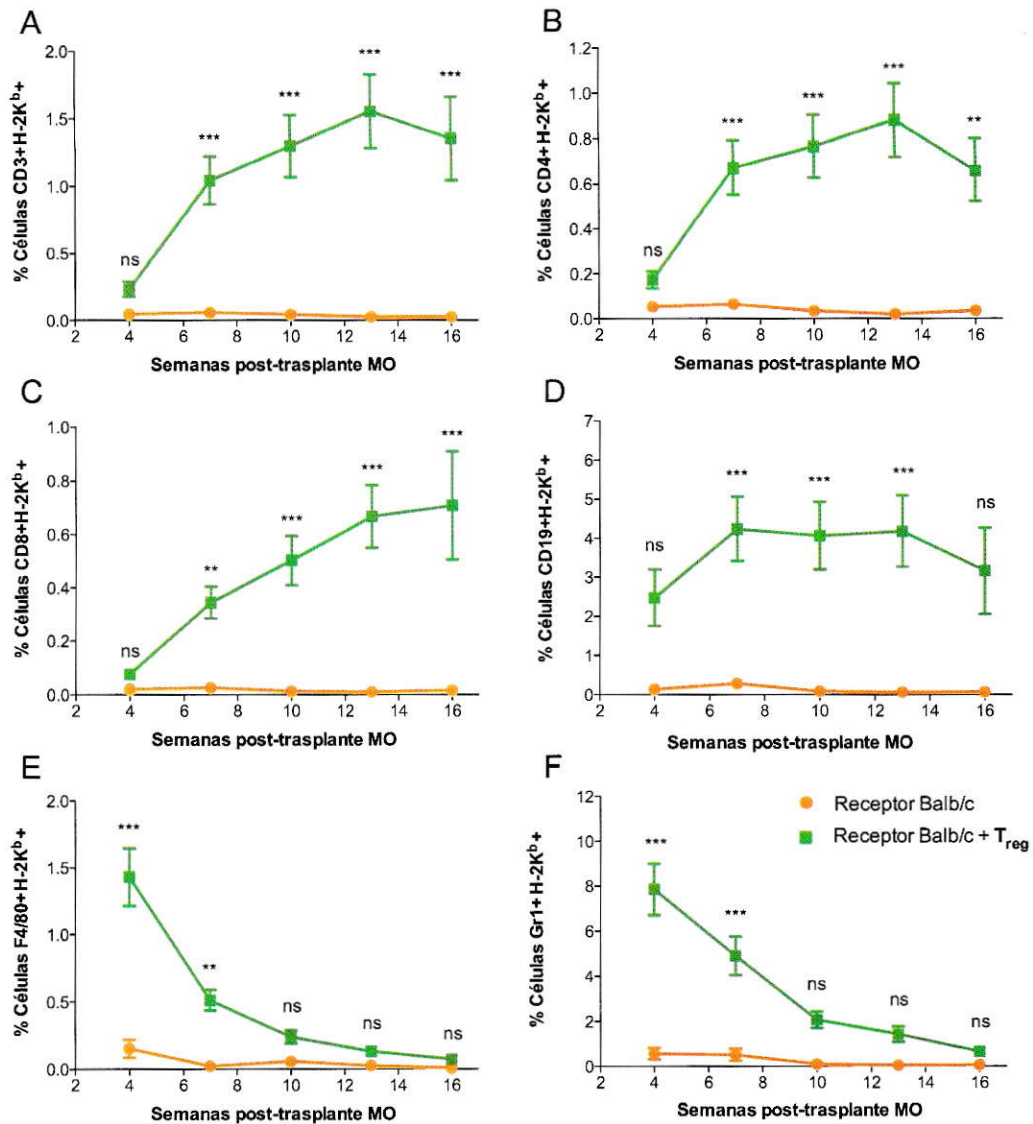 A
% Células CD3+H-2Kᵇ+
2.0
1.5
1.0
0.5
0.0
ns
***
***
***
***
2 4 6 8 10 12 14 16
Semanas post-trasplante MO
B
% Células CD4+H-2Kᵇ+
1.2
1.0
0.8
0.6
0.4
0.2
0.0
ns
***
***
***
**
2 4 6 8 10 12 14 16
Semanas post-trasplante MO
C
% Células CD8+H-2Kᵇ+
1.0
0.8
0.6
0.4
0.2
0.0
ns
**
***
***
***
2 4 6 8 10 12 14 16
Semanas post-trasplante MO
D
% Células CD19+H-2Kᵇ+
7
6
5
4
3
2
1
0
ns
***
***
***
ns
2 4 6 8 10 12 14 16
Semanas post-trasplante MO
E
% Células F4/80+H-2Kᵇ+
2.0
1.5
1.0
0.5
0.0
***
**
ns
ns
ns
2 4 6 8 10 12 14 16
Semanas post-trasplante MO
F
% Células Gr1+H-2Kᵇ+
12
10
8
6
4
2
0
***
***
ns
ns
ns
2 4 6 8 10 12 14 16
Semanas post-trasplante MO
Receptor Balb/c
Receptor Balb/c + Treg